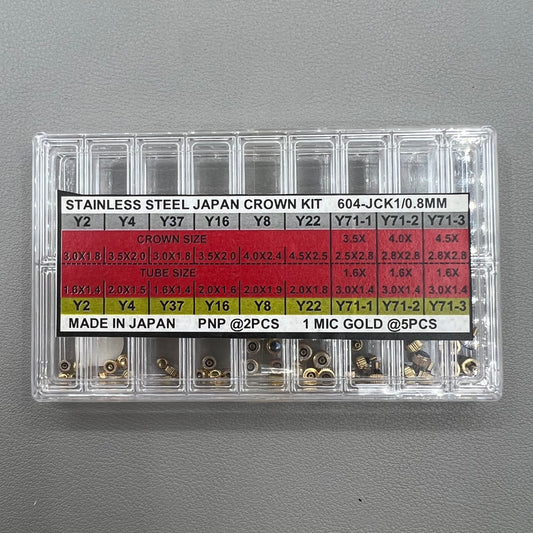 STAINLESS STEEL JAPAN CROWN KIT 604-JCK1/0.8MM
Y2 Y4 Y37 Y16 Y8 Y22 Y71-1 Y71-2 Y71-3
CROWN SIZE 3.5X 4.0X 4.5X
3.0X1.8 3.5X2.0 3.0X1.8 3.5X2.0 4.0X2.4 4.5X2.5 2.5X2.8 2.8X2.8 2.8X2.8
TUBE SIZE 1.6X 1.6X 1.6X
1.6X1.4 2.0X1.5 1.6X1.4 2.0X1.6 2.0X1.9 2.0X1.8 3.0X1.4 3.0X1.4 3.0X1.4
Y2 Y4 Y37 Y16 Y8 Y22 Y71-1 Y71-2 Y71-3
MADE IN JAPAN PNP @2PCS 1 MIC GOLD @5PCS